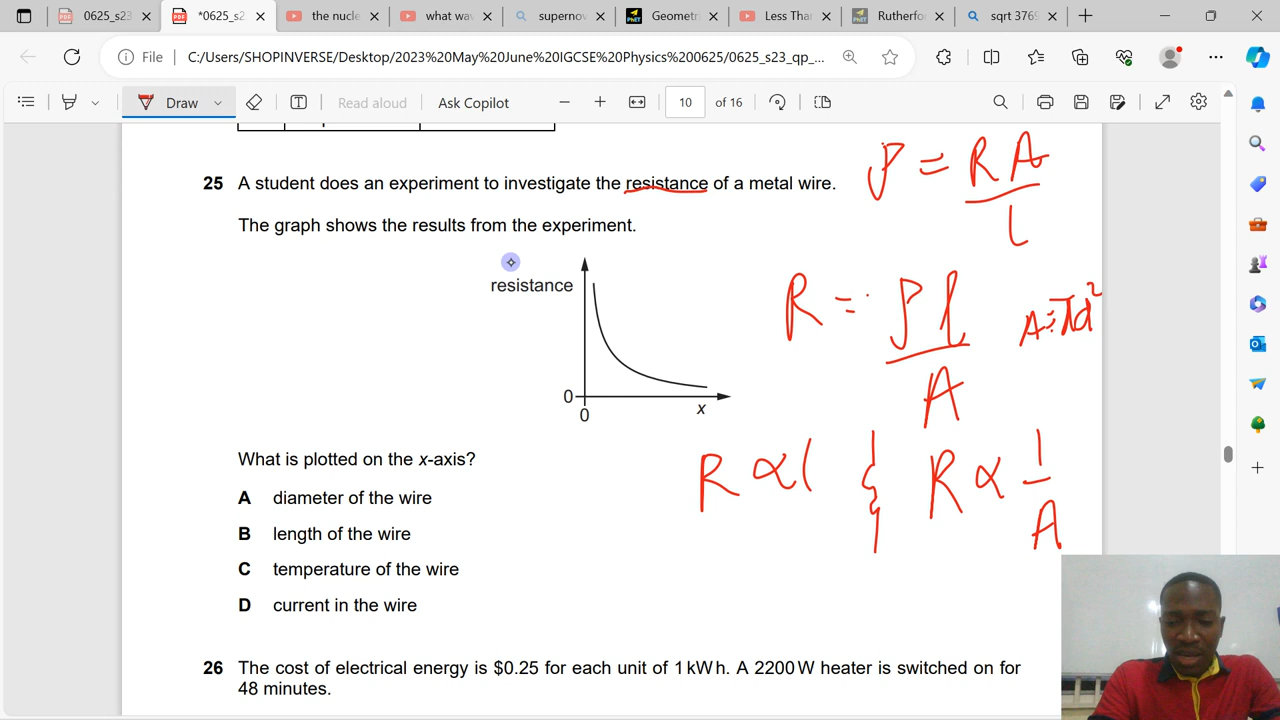 0625_s23
*0625_s2
the nucle
what wav
supernov
Geometr
Less Tha
Rutherfo
sqrt 3769
File
C:/Users/SHOPINVERSE/Desktop/2023%20May%20June%20IGCSE%20Physics%200625/0625_s23_qp_...
Draw
Read aloud
Ask Copilot
10 of 16
25 A student does an experiment to investigate the resistance of a metal wire.
The graph shows the results from the experiment.
resistance
0
0
x
What is plotted on the x-axis?
A diameter of the wire
B length of the wire
C temperature of the wire
D current in the wire
26 The cost of electrical energy is $0.25 for each unit of 1 kW h. A 2200 W heater is switched on for
48 minutes.
ρ = RA
l
R = ρl
A
A = πd²
R ∝ l
R ∝ 1
A